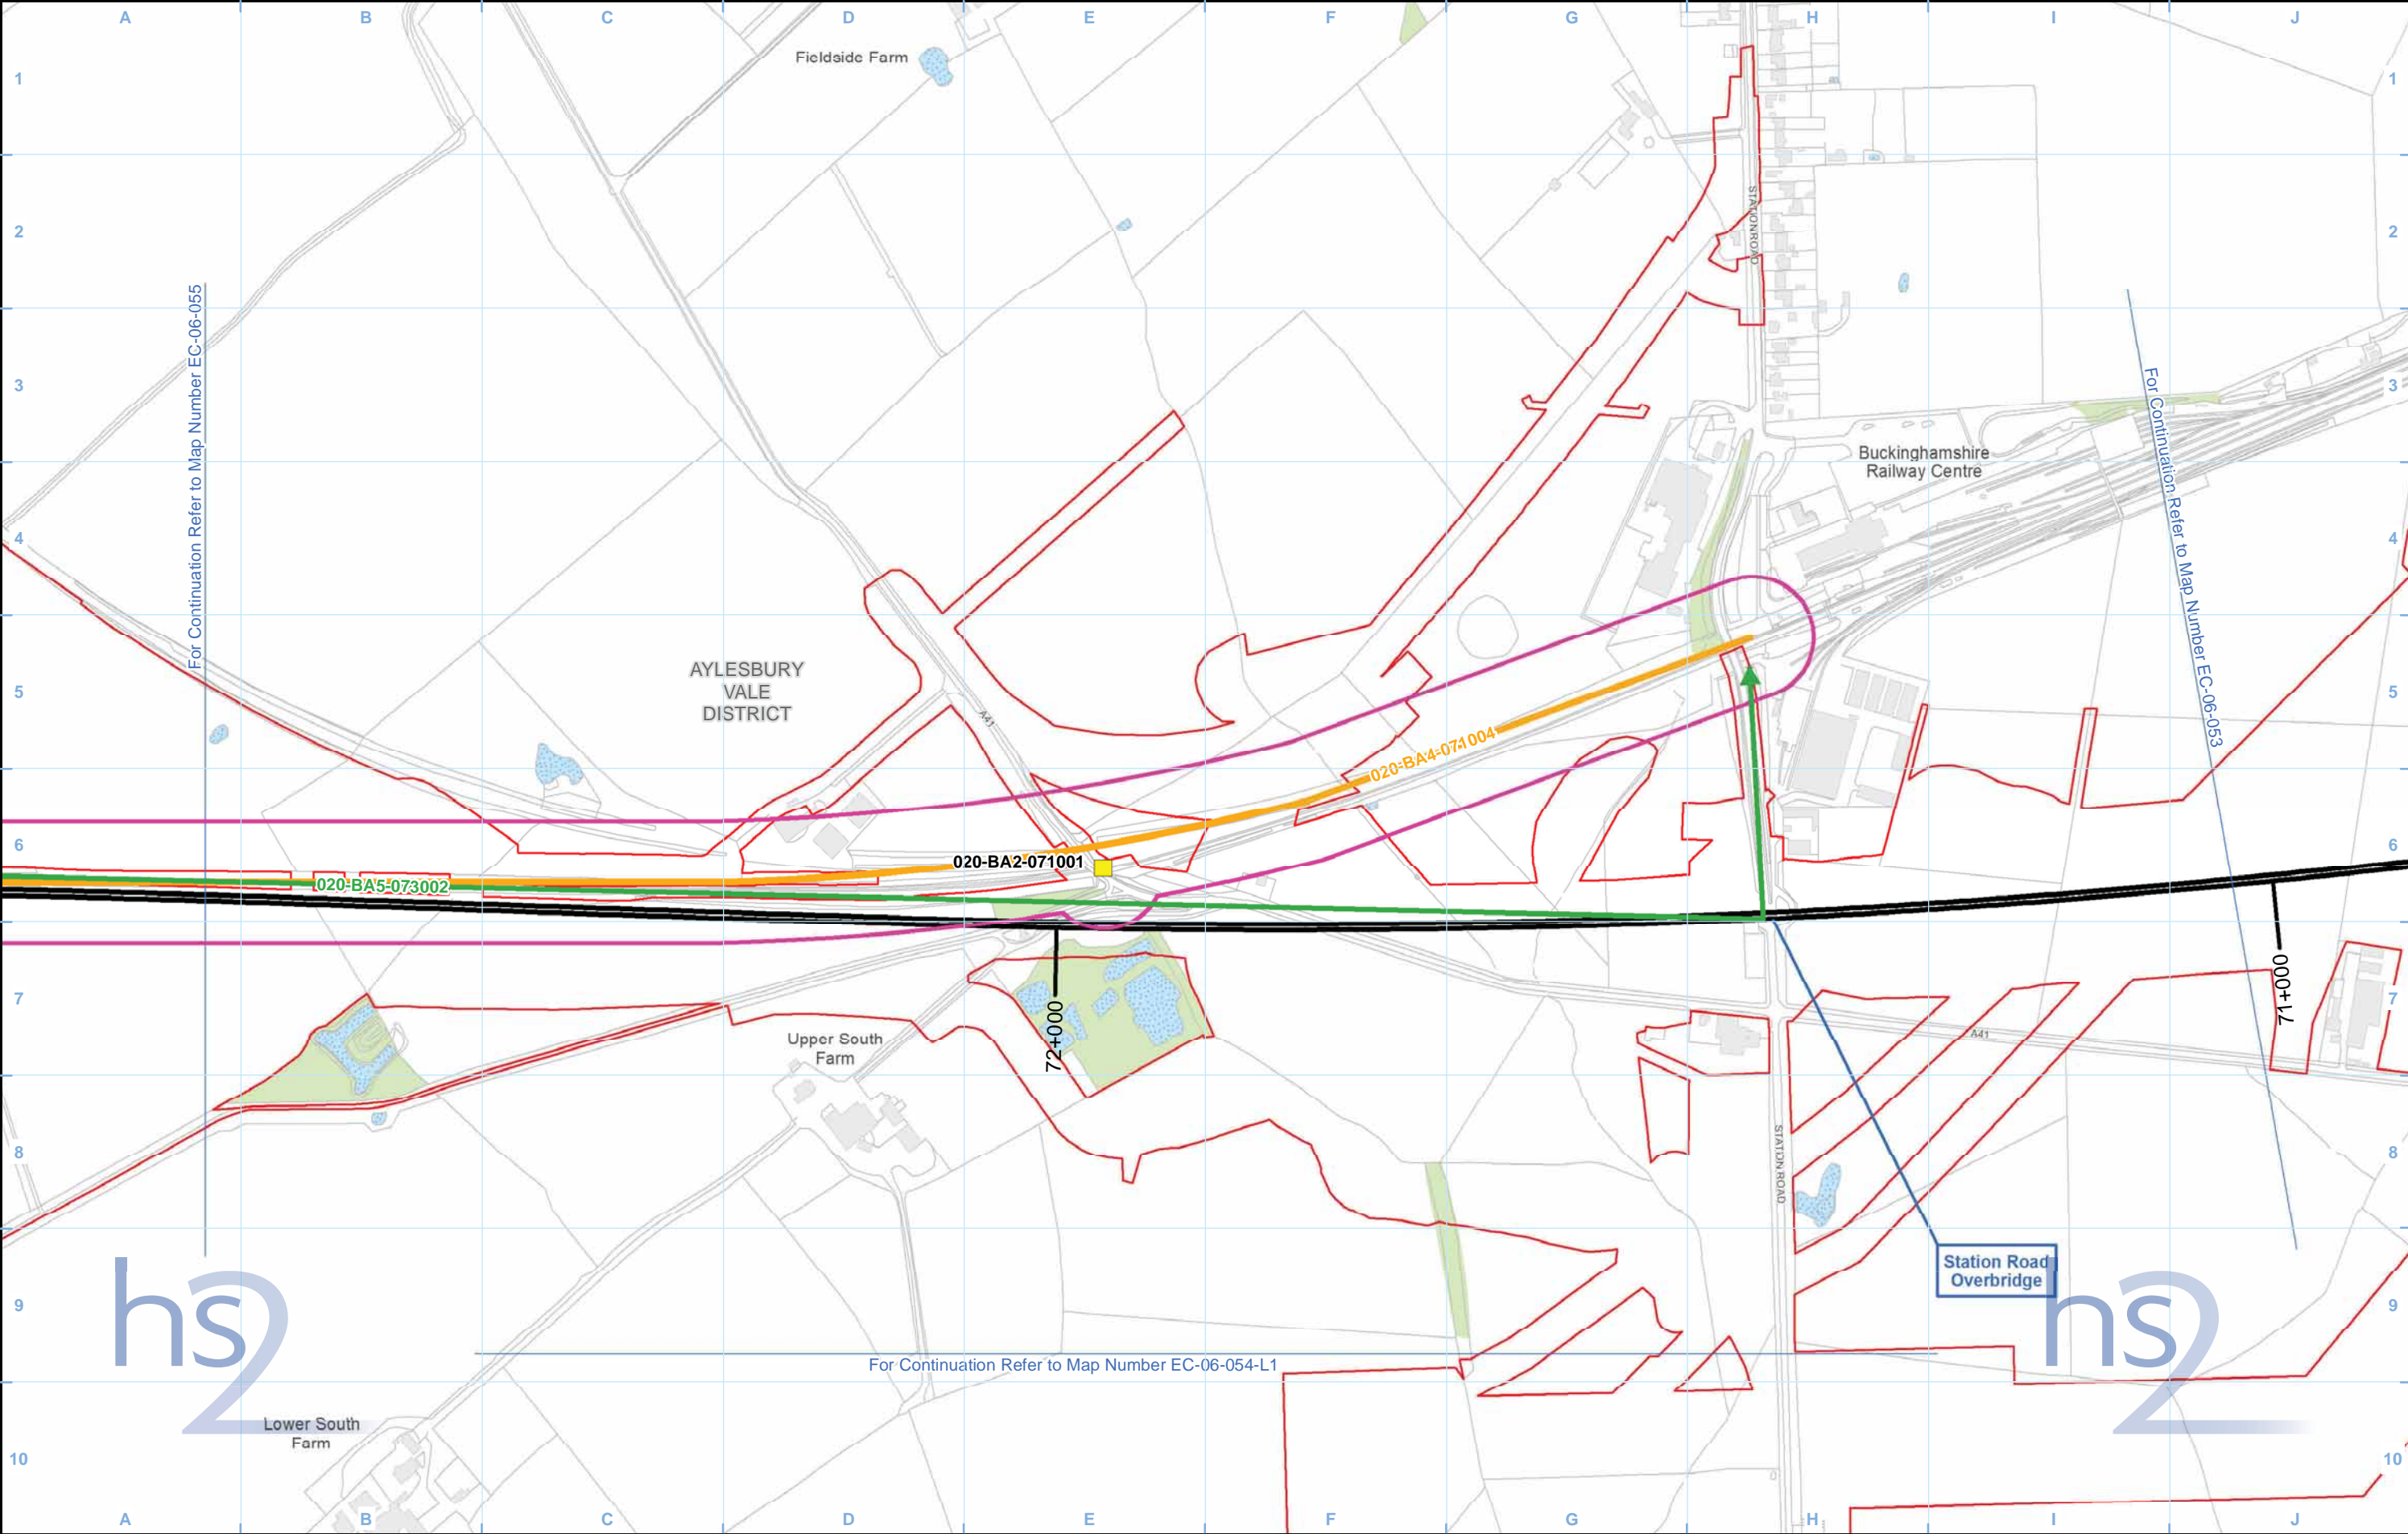 A B C D E F G H I J
1 1
Fieldside Farm
2 2
STATION ROAD
3 3
For Continuation Refer to Map Number EC-06-055
For Continuation Refer to Map Number EC-06-053
Buckinghamshire
Railway Centre
4 4
AYLESBURY
VALE
DISTRICT
5 5
A41
020-BA4-071004
6 6
020-BA2-071001
020-BA5-073002
7 7
72+000
71+000
A41
Upper South
Farm
8 8
STATION ROAD
Station Road
Overbridge
9 9
hs2 hs2
For Continuation Refer to Map Number EC-06-054-L1
Lower South
Farm
10 10
A B C D E F G H I J